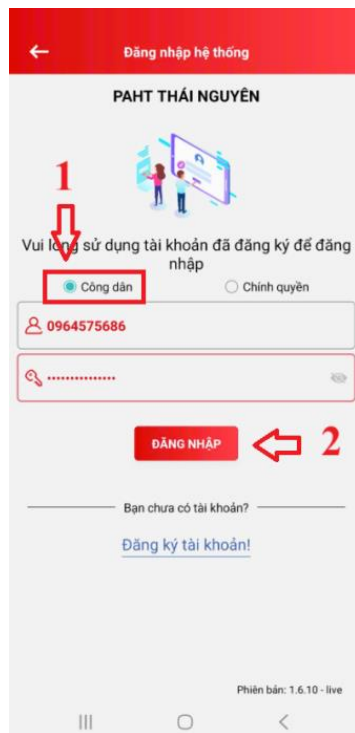 Đăng nhập hệ thống
PAHT THÁI NGUYÊN
1
Vui lòng sử dụng tài khoản đã đăng ký để đăng
nhập
Công dân Chính quyền
0964575686
ĐĂNG NHẬP 2
Bạn chưa có tài khoản?
Đăng ký tài khoản!
Phiên bản: 1.6.10 - live